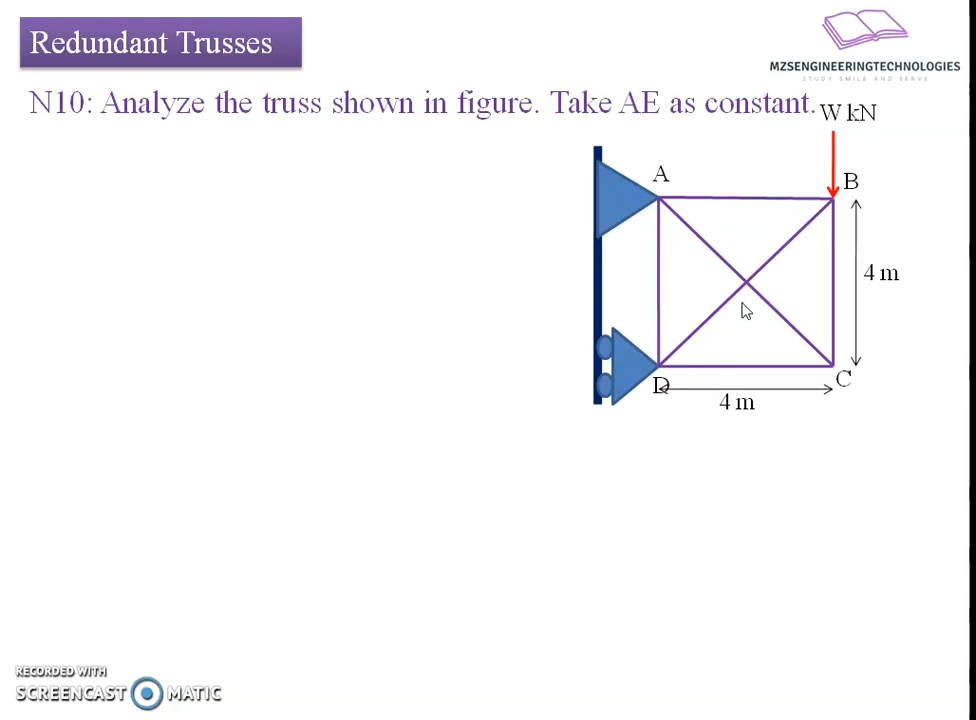 Redundant Trusses
MZSENGINEERINGTECHNOLOGIES
STUDY SMILE AND SERVE
N10: Analyze the truss shown in figure. Take AE as constant.
W kN
A
B
4 m
D
C
4 m
RECORDED WITH
SCREENCAST MATIC